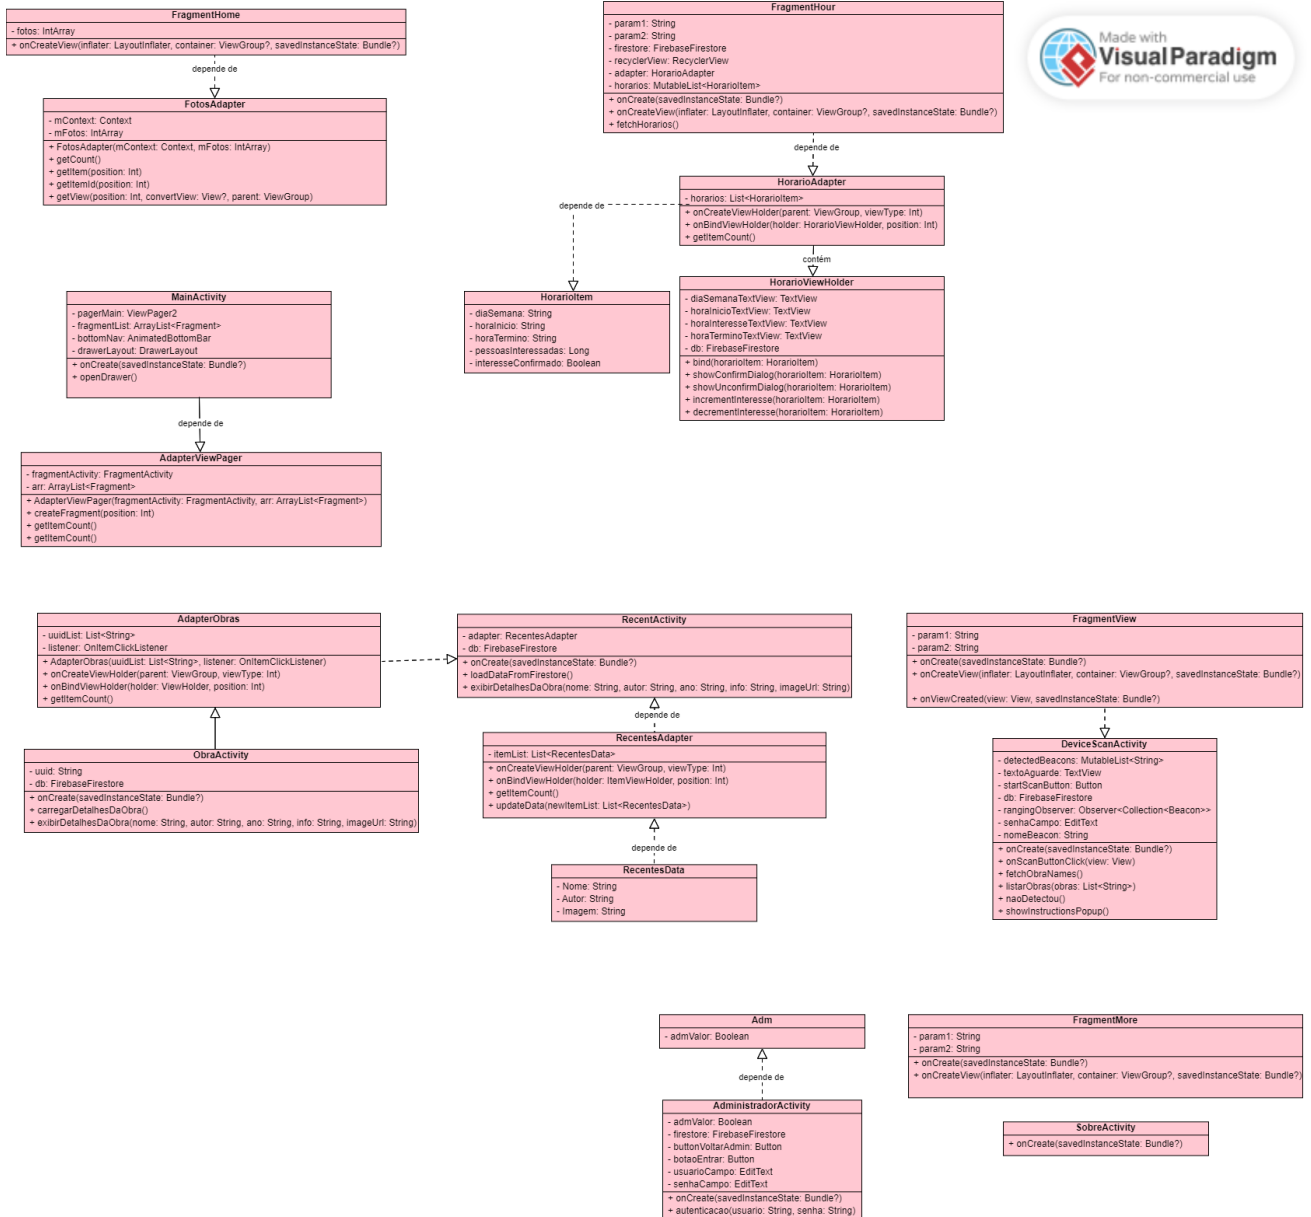 FragmentHome
- fotos: IntArray
+ onCreateView(inflater: LayoutInflater, container: ViewGroup?, savedInstanceState: Bundle?)
depende de
FotosAdapter
- mContext: Context
- mFotos: IntArray
+ FotosAdapter(mContext: Context, mFotos: IntArray)
+ getCount()
+ getItem(position: Int)
+ getItemId(position: Int)
+ getView(position: Int, convertView: View?, parent: ViewGroup)
FragmentHour
- param1: String
- param2: String
- firestore: FirebaseFirestore
- recyclerView: RecyclerView
- adapter: HorarioAdapter
- horarios: MutableList<HorarioItem>
+ onCreate(savedInstanceState: Bundle?)
+ onCreateView(inflater: LayoutInflater, container: ViewGroup?, savedInstanceState: Bundle?)
+ fetchHorarios()
Made with
Visual Paradigm
For non-commercial use
depende de
HorarioAdapter
- horarios: List<HorarioItem>
+ onCreateViewHolder(parent: ViewGroup, viewType: Int)
+ onBindViewHolder(holder: HorarioViewHolder, position: Int)
+ getItemCount()
depende de
contém
HorarioItem
- diaSemana: String
- horaInicio: String
- horaTermino: String
- pessoasInteressadas: Long
- interesseConfirmado: Boolean
HorarioViewHolder
- diaSemanaTextView: TextView
- horaInicioTextView: TextView
- horaInteresseTextView: TextView
- horaTerminoTextView: TextView
- db: FirebaseFirestore
+ bind(horarioItem: HorarioItem)
+ showConfirmDialog(horarioItem: HorarioItem)
+ showUnconfirmDialog(horarioItem: HorarioItem)
+ incrementInteresse(horarioItem: HorarioItem)
+ decrementInteresse(horarioItem: HorarioItem)
MainActivity
- pagerMain: ViewPager2
- fragmentList: ArrayList<Fragment>
- bottomNav: AnimatedBottomBar
- drawerLayout: DrawerLayout
+ onCreate(savedInstanceState: Bundle?)
+ openDrawer()
depende de
AdapterViewPager
- fragmentActivity: FragmentActivity
- arr: ArrayList<Fragment>
+ AdapterViewPager(fragmentActivity: FragmentActivity, arr: ArrayList<Fragment>)
+ createFragment(position: Int)
+ getItemCount()
+ getItemCount()
AdapterObras
- uuidList: List<String>
- listener: OnItemClickListener
+ AdapterObras(uuidList: List<String>, listener: OnItemClickListener)
+ onCreateViewHolder(parent: ViewGroup, viewType: Int)
+ onBindViewHolder(holder: ViewHolder, position: Int)
+ getItemCount()
ObraActivity
- uuid: String
- db: FirebaseFirestore
+ onCreate(savedInstanceState: Bundle?)
+ carregarDetalhesDaObra()
+ exibirDetalhesDaObra(nome: String, autor: String, ano: String, info: String, imageUrl: String)
RecentActivity
- adapter: RecentesAdapter
- db: FirebaseFirestore
+ onCreate(savedInstanceState: Bundle?)
+ loadDataFromFirestore()
+ exibirDetalhesDaObra(nome: String, autor: String, ano: String, info: String, imageUrl: String)
depende de
RecentesAdapter
- itemList: List<RecentesData>
+ onCreateViewHolder(parent: ViewGroup, viewType: Int)
+ onBindViewHolder(holder: ItemViewHolder, position: Int)
+ getItemCount()
+ updateData(newItemList: List<RecentesData>)
depende de
RecentesData
- Nome: String
- Autor: String
- Imagem: String
FragmentView
- param1: String
- param2: String
+ onCreate(savedInstanceState: Bundle?)
+ onCreateView(inflater: LayoutInflater, container: ViewGroup?, savedInstanceState: Bundle?)
+ onViewCreated(view: View, savedInstanceState: Bundle?)
DeviceScanActivity
- detectedBeacons: MutableList<String>
- textoAguarde: TextView
- startScanButton: Button
- db: FirebaseFirestore
- rangingObserver: Observer<Collection<Beacon>>
- senhaCampo: EditText
- nomeBeacon: String
+ onCreate(savedInstanceState: Bundle?)
+ onScanButtonClick(view: View)
+ fetchObraNames()
+ listarObras(obras: List<String>)
+ naoDetectou()
+ showInstructionsPopup()
Adm
- admValor: Boolean
depende de
AdministradorActivity
- admValor: Boolean
- firestore: FirebaseFirestore
- buttonVoltarAdmin: Button
- botaoEntrar: Button
- usuarioCampo: EditText
- senhaCampo: EditText
+ onCreate(savedInstanceState: Bundle?)
+ autenticacao(usuario: String, senha: String)
FragmentMore
- param1: String
- param2: String
+ onCreate(savedInstanceState: Bundle?)
+ onCreateView(inflater: LayoutInflater, container: ViewGroup?, savedInstanceState: Bundle?)
SobreActivity
+ onCreate(savedInstanceState: Bundle?)